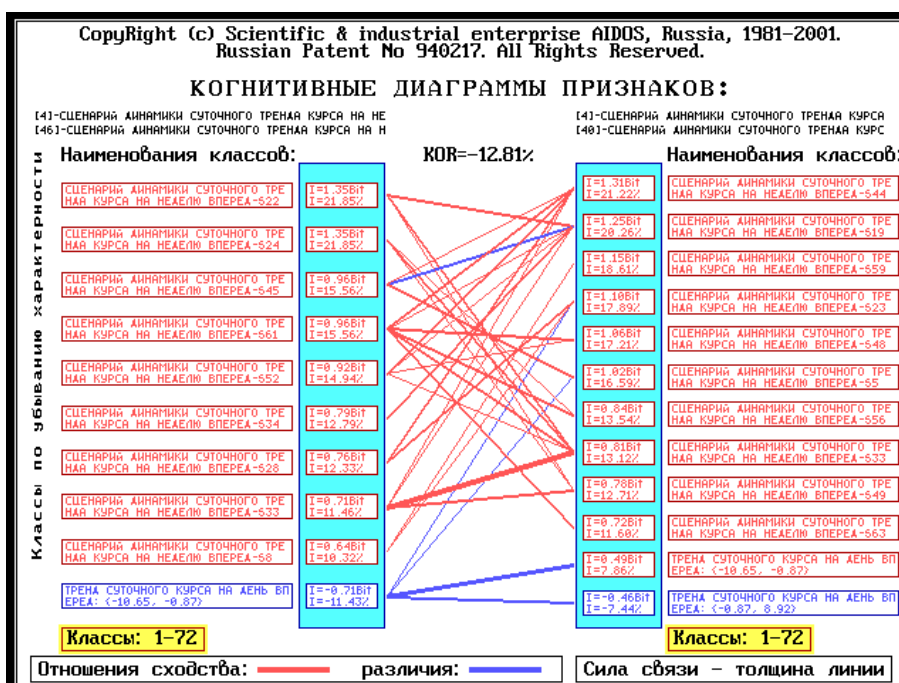 CopyRight (c) Scientific & industrial enterprise AIDOS, Russia, 1981-2001.
Russian Patent No 940217. All Rights Reserved.
КОГНИТИВНЫЕ ДИАГРАММЫ ПРИЗНАКОВ:
[4]-СЦЕНАРИЙ ДИНАМИКИ СУТОЧНОГО ТРЕНДА КУРСА НА НЕ
[46]-СЦЕНАРИЙ ДИНАМИКИ СУТОЧНОГО ТРЕНДА КУРСА НА Н
[4]-СЦЕНАРИЙ ДИНАМИКИ СУТОЧНОГО ТРЕНДА КУРСА
[40]-СЦЕНАРИЙ ДИНАМИКИ СУТОЧНОГО ТРЕНДА КУРС
Классы по убыванию характерности
Наименования классов:
KOR=-12.81%
Наименования классов:
СЦЕНАРИЙ ДИНАМИКИ СУТОЧНОГО ТРЕ
НДА КУРСА НА НЕДЕЛЮ ВПЕРЕД-S22
I=1.35Bit
I=21.85%
СЦЕНАРИЙ ДИНАМИКИ СУТОЧНОГО ТРЕ
НДА КУРСА НА НЕДЕЛЮ ВПЕРЕД-S24
I=1.35Bit
I=21.85%
СЦЕНАРИЙ ДИНАМИКИ СУТОЧНОГО ТРЕ
НДА КУРСА НА НЕДЕЛЮ ВПЕРЕД-S45
I=0.96Bit
I=15.56%
СЦЕНАРИЙ ДИНАМИКИ СУТОЧНОГО ТРЕ
НДА КУРСА НА НЕДЕЛЮ ВПЕРЕД-S61
I=0.96Bit
I=15.56%
СЦЕНАРИЙ ДИНАМИКИ СУТОЧНОГО ТРЕ
НДА КУРСА НА НЕДЕЛЮ ВПЕРЕД-S52
I=0.92Bit
I=14.94%
СЦЕНАРИЙ ДИНАМИКИ СУТОЧНОГО ТРЕ
НДА КУРСА НА НЕДЕЛЮ ВПЕРЕД-S34
I=0.79Bit
I=12.79%
СЦЕНАРИЙ ДИНАМИКИ СУТОЧНОГО ТРЕ
НДА КУРСА НА НЕДЕЛЮ ВПЕРЕД-S28
I=0.76Bit
I=12.33%
СЦЕНАРИЙ ДИНАМИКИ СУТОЧНОГО ТРЕ
НДА КУРСА НА НЕДЕЛЮ ВПЕРЕД-S33
I=0.71Bit
I=11.46%
СЦЕНАРИЙ ДИНАМИКИ СУТОЧНОГО ТРЕ
НДА КУРСА НА НЕДЕЛЮ ВПЕРЕД-S8
I=0.64Bit
I=10.32%
ТРЕНД СУТОЧНОГО КУРСА НА ДЕНЬ ВП
ЕРЕД: {-10.65, -0.87}
I=-0.71Bit
I=-11.43%
I=1.31Bit
I=21.22%
СЦЕНАРИЙ ДИНАМИКИ СУТОЧНОГО ТРЕ
НДА КУРСА НА НЕДЕЛЮ ВПЕРЕД-S44
I=1.25Bit
I=20.26%
СЦЕНАРИЙ ДИНАМИКИ СУТОЧНОГО ТРЕ
НДА КУРСА НА НЕДЕЛЮ ВПЕРЕД-S19
I=1.15Bit
I=18.61%
СЦЕНАРИЙ ДИНАМИКИ СУТОЧНОГО ТРЕ
НДА КУРСА НА НЕДЕЛЮ ВПЕРЕД-S59
I=1.10Bit
I=17.89%
СЦЕНАРИЙ ДИНАМИКИ СУТОЧНОГО ТРЕ
НДА КУРСА НА НЕДЕЛЮ ВПЕРЕД-S23
I=1.06Bit
I=17.21%
СЦЕНАРИЙ ДИНАМИКИ СУТОЧНОГО ТРЕ
НДА КУРСА НА НЕДЕЛЮ ВПЕРЕД-S48
I=1.02Bit
I=16.59%
СЦЕНАРИЙ ДИНАМИКИ СУТОЧНОГО ТРЕ
НДА КУРСА НА НЕДЕЛЮ ВПЕРЕД-S5
I=0.84Bit
I=13.54%
СЦЕНАРИЙ ДИНАМИКИ СУТОЧНОГО ТРЕ
НДА КУРСА НА НЕДЕЛЮ ВПЕРЕД-S56
I=0.81Bit
I=13.12%
СЦЕНАРИЙ ДИНАМИКИ СУТОЧНОГО ТРЕ
НДА КУРСА НА НЕДЕЛЮ ВПЕРЕД-S33
I=0.78Bit
I=12.71%
СЦЕНАРИЙ ДИНАМИКИ СУТОЧНОГО ТРЕ
НДА КУРСА НА НЕДЕЛЮ ВПЕРЕД-S49
I=0.72Bit
I=11.60%
СЦЕНАРИЙ ДИНАМИКИ СУТОЧНОГО ТРЕ
НДА КУРСА НА НЕДЕЛЮ ВПЕРЕД-S63
I=0.49Bit
I=7.86%
ТРЕНД СУТОЧНОГО КУРСА НА ДЕНЬ ВП
ЕРЕД: {-10.65, -0.87}
I=-0.46Bit
I=-7.44%
ТРЕНД СУТОЧНОГО КУРСА НА ДЕНЬ ВП
ЕРЕД: {-0.87, 8.92}
Классы: 1-72
Классы: 1-72
Отношения сходства: различия:
Сила связи - толщина линии